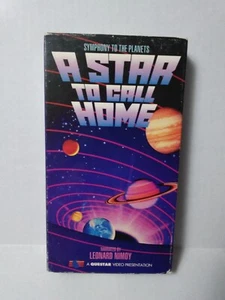 SYMPHONY TO THE PLANETS
A STAR
TO CALL
HOME
NARRATED BY
LEONARD NIMOY
A QUESTAR VIDEO PRESENTATION